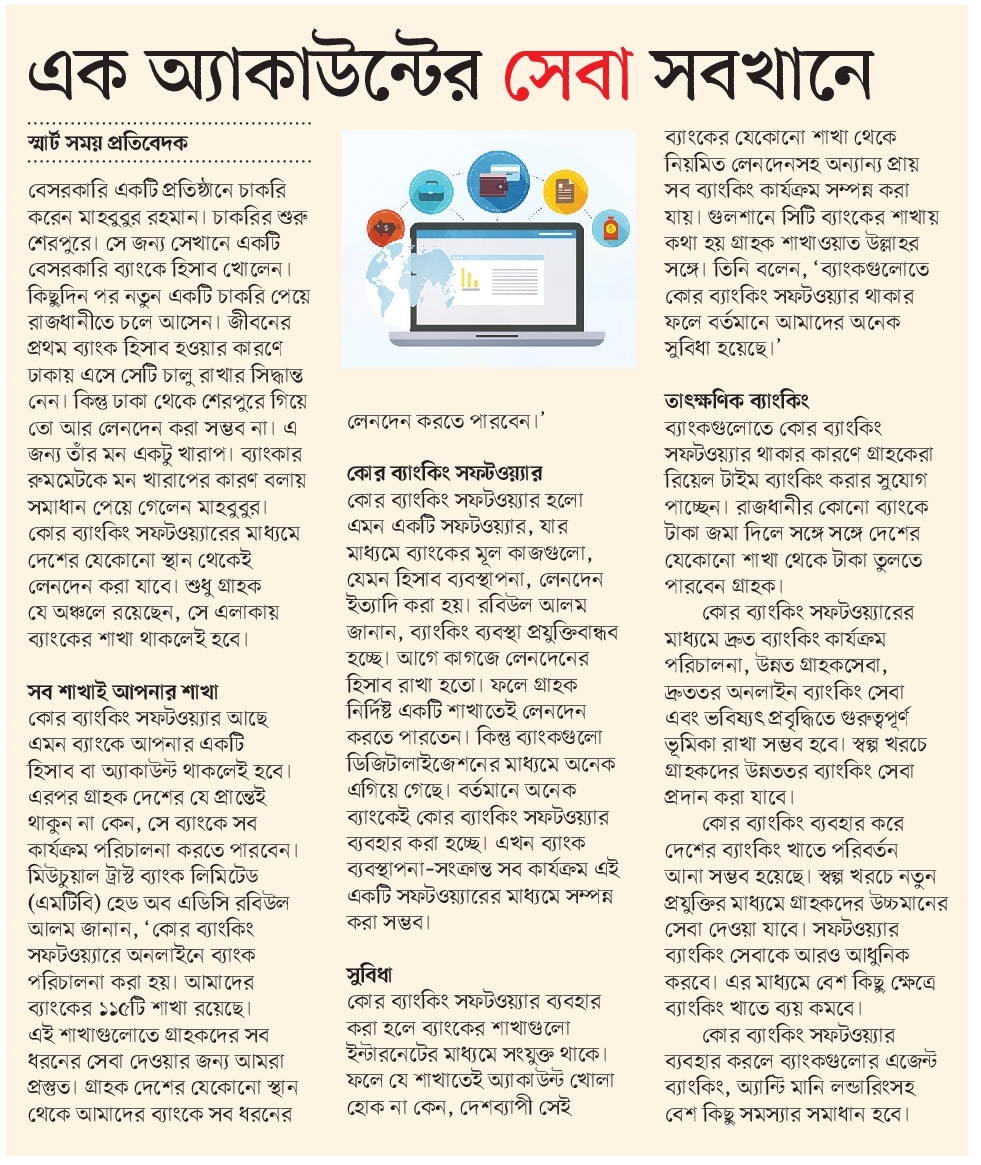 এক অ্যাকাউন্টের সেবা সবখানে
স্মার্ট সময় প্রতিবেদক
বেসরকারি একটি প্রতিষ্ঠানে চাকরি
করেন মাহবুবুর রহমান। চাকরির শুরু
শেরপুরে। সে জন্য সেখানে একটি
বেসরকারি ব্যাংকে হিসাব খোলেন।
কিছুদিন পর নতুন একটি চাকরি পেয়ে
রাজধানীতে চলে আসেন। জীবনের
প্রথম ব্যাংক হিসাব হওয়ার কারণে
ঢাকায় এসে সেটি চালু রাখার সিদ্ধান্ত
নেন। কিন্তু ঢাকা থেকে শেরপুরে গিয়ে
তো আর লেনদেন করা সম্ভব না। এ
জন্য তাঁর মন একটু খারাপ। ব্যাংকার
রুমমেটকে মন খারাপের কারণ বলায়
সমাধান পেয়ে গেলেন মাহবুবুর।
কোর ব্যাংকিং সফটওয়্যারের মাধ্যমে
দেশের যেকোনো স্থান থেকেই
লেনদেন করা যাবে। শুধু গ্রাহক
যে অঞ্চলে রয়েছেন, সে এলাকায়
ব্যাংকের শাখা থাকলেই হবে।
সব শাখাই আপনার শাখা
কোর ব্যাংকিং সফটওয়্যার আছে
এমন ব্যাংকে আপনার একটি
হিসাব বা অ্যাকাউন্ট থাকলেই হবে।
এরপর গ্রাহক দেশের যে প্রান্তেই
থাকুন না কেন, সে ব্যাংকে সব
কার্যক্রম পরিচালনা করতে পারবেন।
মিউচুয়াল ট্রাস্ট ব্যাংক লিমিটেড
(এমটিবি) হেড অব এডিসি রবিউল
আলম জানান, ‘কোর ব্যাংকিং
সফটওয়্যারে অনলাইনে ব্যাংক
পরিচালনা করা হয়। আমাদের
ব্যাংকের ১১৫টি শাখা রয়েছে।
এই শাখাগুলোতে গ্রাহকদের সব
ধরনের সেবা দেওয়ার জন্য আমরা
প্রস্তুত। গ্রাহক দেশের যেকোনো স্থান
থেকে আমাদের ব্যাংকে সব ধরনের
লেনদেন করতে পারবেন।’
কোর ব্যাংকিং সফটওয়্যার
কোর ব্যাংকিং সফটওয়্যার হলো
এমন একটি সফটওয়্যার, যার
মাধ্যমে ব্যাংকের মূল কাজগুলো,
যেমন হিসাব ব্যবস্থাপনা, লেনদেন
ইত্যাদি করা হয়। রবিউল আলম
জানান, ব্যাংকিং ব্যবস্থা প্রযুক্তিবান্ধব
হচ্ছে। আগে কাগজে লেনদেনের
হিসাব রাখা হতো। ফলে গ্রাহক
নির্দিষ্ট একটি শাখাতেই লেনদেন
করতে পারতেন। কিন্তু ব্যাংকগুলো
ডিজিটালাইজেশনের মাধ্যমে অনেক
এগিয়ে গেছে। বর্তমানে অনেক
ব্যাংকেই কোর ব্যাংকিং সফটওয়্যার
ব্যবহার করা হচ্ছে। এখন ব্যাংক
ব্যবস্থাপনা-সংক্রান্ত সব কার্যক্রম এই
একটি সফটওয়্যারের মাধ্যমে সম্পন্ন
করা সম্ভব।
সুবিধা
কোর ব্যাংকিং সফটওয়্যার ব্যবহার
করা হলে ব্যাংকের শাখাগুলো
ইন্টারনেটের মাধ্যমে সংযুক্ত থাকে।
ফলে যে শাখাতেই অ্যাকাউন্ট খোলা
হোক না কেন, দেশব্যাপী সেই
ব্যাংকের যেকোনো শাখা থেকে
নিয়মিত লেনদেনসহ অন্যান্য প্রায়
সব ব্যাংকিং কার্যক্রম সম্পন্ন করা
যায়। গুলশানে সিটি ব্যাংকের শাখায়
কথা হয় গ্রাহক শাখাওয়াত উল্লাহর
সঙ্গে। তিনি বলেন, ‘ব্যাংকগুলোতে
কোর ব্যাংকিং সফটওয়্যার থাকার
ফলে বর্তমানে আমাদের অনেক
সুবিধা হয়েছে।’
তাৎক্ষণিক ব্যাংকিং
ব্যাংকগুলোতে কোর ব্যাংকিং
সফটওয়্যার থাকার কারণে গ্রাহকেরা
রিয়েল টাইম ব্যাংকিং করার সুযোগ
পাচ্ছেন। রাজধানীর কোনো ব্যাংকে
টাকা জমা দিলে সঙ্গে সঙ্গে দেশের
যেকোনো শাখা থেকে টাকা তুলতে
পারবেন গ্রাহক।
কোর ব্যাংকিং সফটওয়্যারের
মাধ্যমে দ্রুত ব্যাংকিং কার্যক্রম
পরিচালনা, উন্নত গ্রাহকসেবা,
দ্রুততর অনলাইন ব্যাংকিং সেবা
এবং ভবিষ্যৎ প্রবৃদ্ধিতে গুরুত্বপূর্ণ
ভূমিকা রাখা সম্ভব হবে। স্বল্প খরচে
গ্রাহকদের উন্নততর ব্যাংকিং সেবা
প্রদান করা যাবে।
কোর ব্যাংকিং ব্যবহার করে
দেশের ব্যাংকিং খাতে পরিবর্তন
আনা সম্ভব হয়েছে। স্বল্প খরচে নতুন
প্রযুক্তির মাধ্যমে গ্রাহকদের উচ্চমানের
সেবা দেওয়া যাবে। সফটওয়্যার
ব্যাংকিং সেবাকে আরও আধুনিক
করবে। এর মাধ্যমে বেশ কিছু ক্ষেত্রে
ব্যাংকিং খাতে ব্যয় কমবে।
কোর ব্যাংকিং সফটওয়্যার
ব্যবহার করলে ব্যাংকগুলোর এজেন্ট
ব্যাংকিং, অ্যান্টি মানি লন্ডারিংসহ
বেশ কিছু সমস্যার সমাধান হবে।